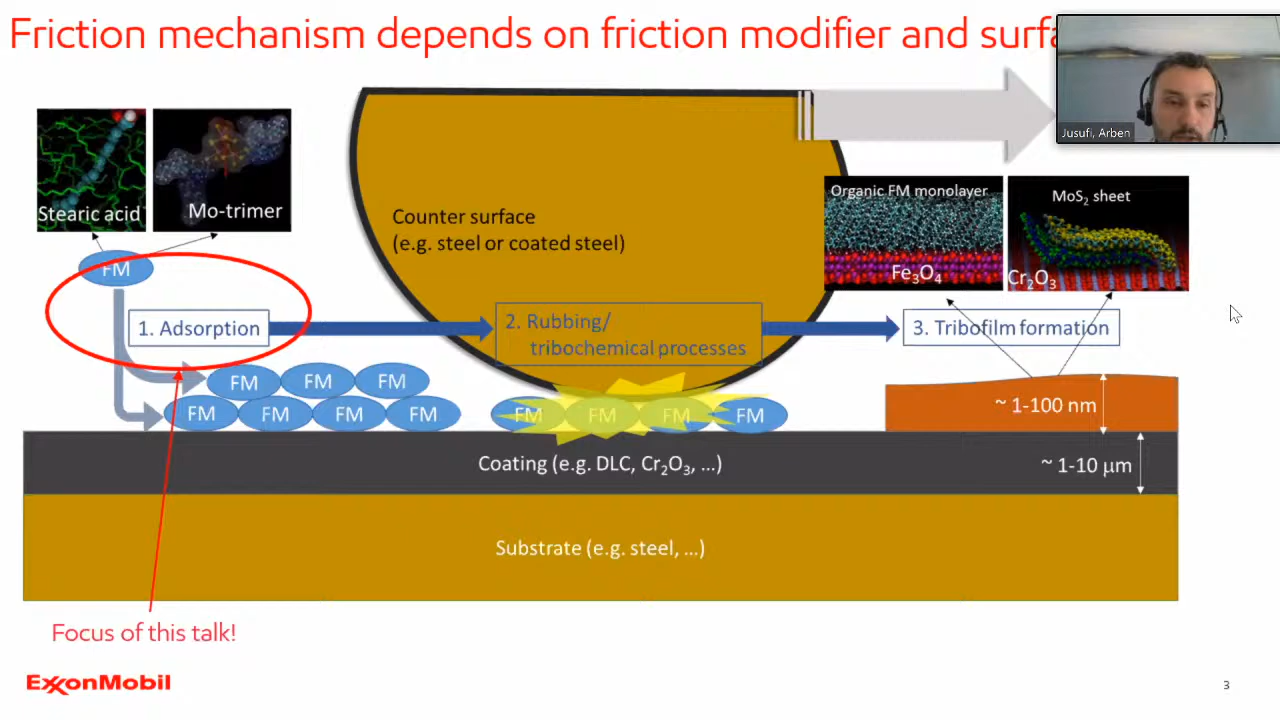 Friction mechanism depends on friction modifier and
Jusufi, Arben
Stearic acid
Mo-trimer
Counter surface
(e.g. steel or coated steel)
Organic FM monolayer
Fe₃O₄
MoS₂ sheet
Cr₂O₃
FM
1. Adsorption
2. Rubbing/
tribochemical processes
3. Tribofilm formation
FM FM FM
FM FM FM FM
FM FM FM FM
~ 1-100 nm
Coating (e.g. DLC, Cr₂O₃, ...)
~ 1-10 µm
Substrate (e.g. steel, ...)
Focus of this talk!
ExxonMobil
3